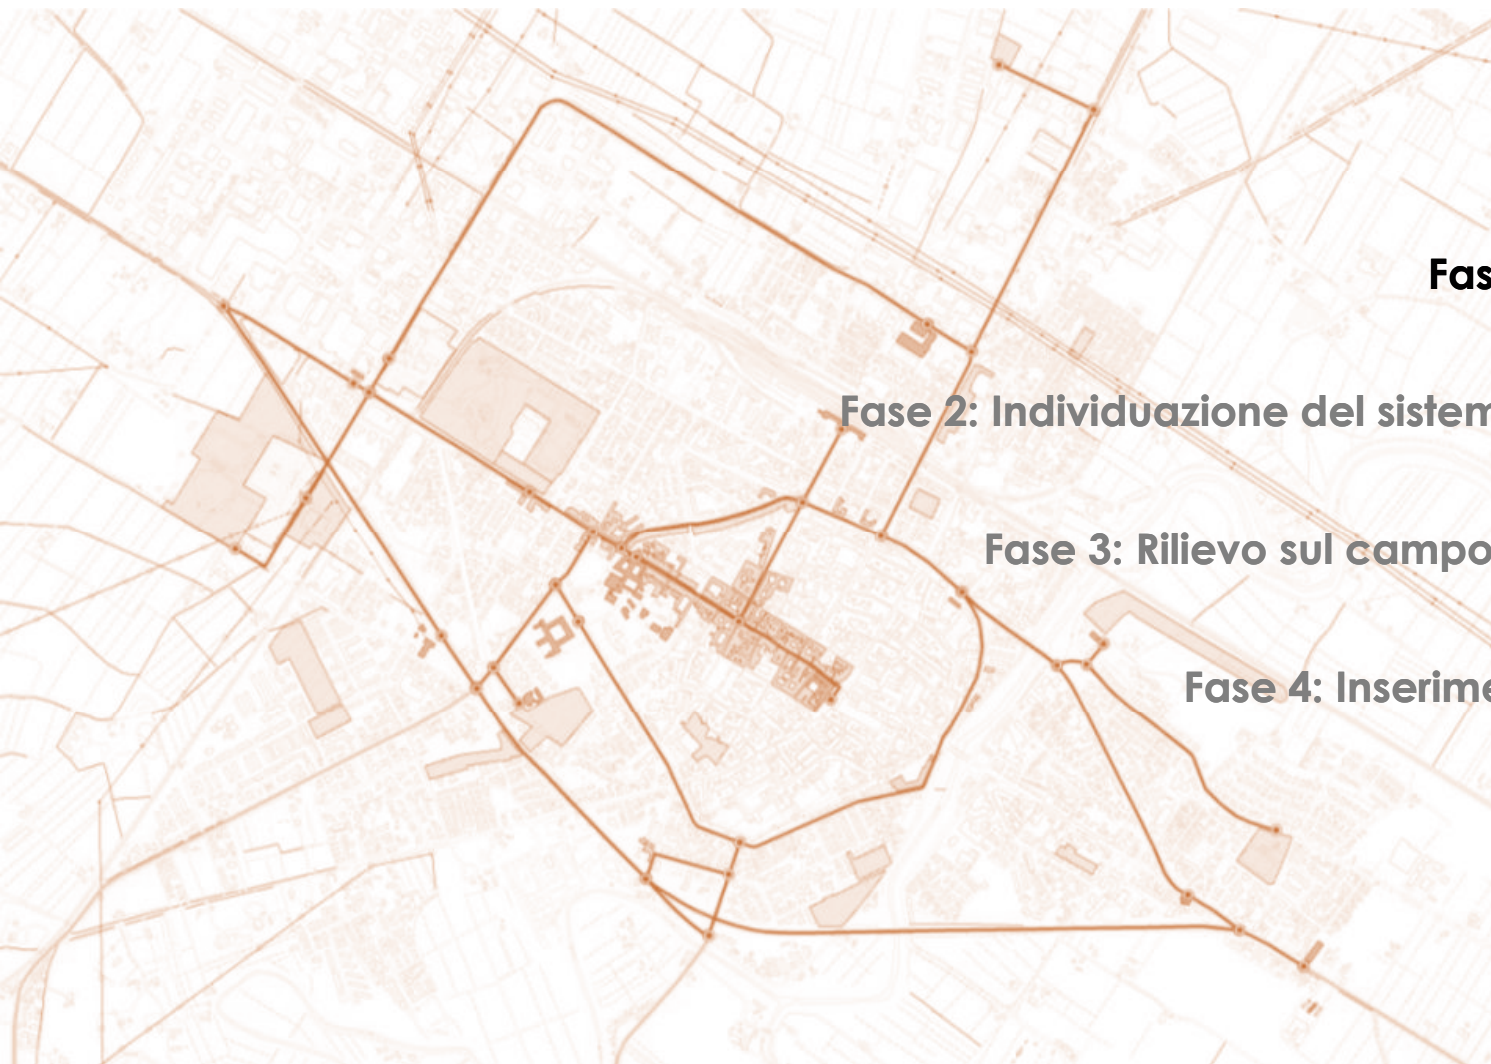 Fas
Fase 2: Individuazione del sistem
Fase 3: Rilievo sul campo
Fase 4: Inserime